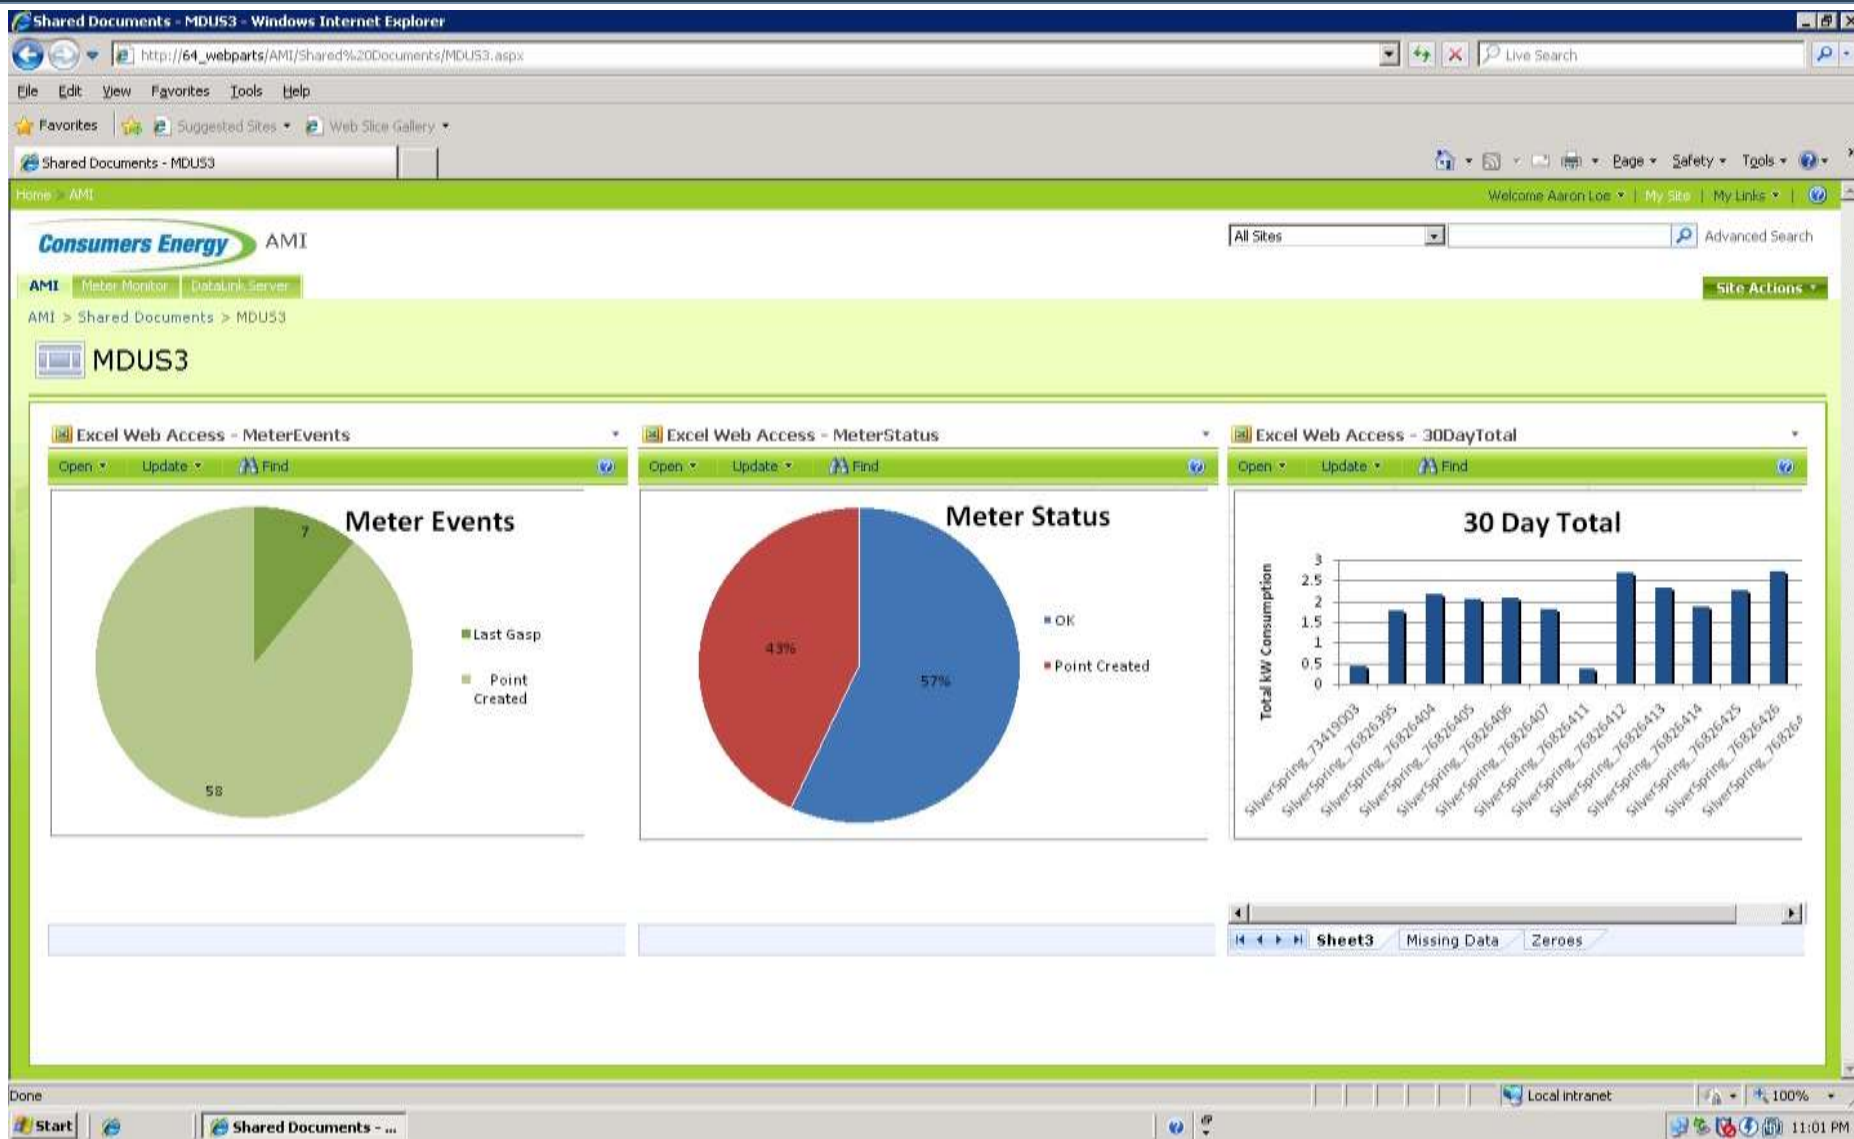 Shared Documents - MDUS3 - Windows Internet Explorer
http://64_webparts/AMI/Shared%20Documents/MDUS3.aspx
Live Search
File Edit View Favorites Tools Help
Favorites Suggested Sites Web Slice Gallery
Shared Documents - MDUS3
Page Safety Tools
Home > AMI
Welcome Aaron Loe | My Site | My Links |
Consumers Energy AMI
All Sites
Advanced Search
AMI Meter Monitor DataLink Server
Site Actions
AMI > Shared Documents > MDUS3
MDUS3
Excel Web Access - MeterEvents
Open Update Find
Meter Events
7
58
Last Gasp
Point
Created
Excel Web Access - MeterStatus
Open Update Find
Meter Status
43%
57%
OK
Point Created
Excel Web Access - 30DayTotal
Open Update Find
30 Day Total
Total kW Consumption
3
2.5
2
1.5
1
0.5
0
SilverSpring_73419003
SilverSpring_76826395
SilverSpring_76826404
SilverSpring_76826405
SilverSpring_76826406
SilverSpring_76826407
SilverSpring_76826411
SilverSpring_76826412
SilverSpring_76826413
SilverSpring_76826414
SilverSpring_76826425
SilverSpring_76826426
SilverSpring_768264
Sheet3 Missing Data Zeroes
Done
Local intranet
100%
Start
Shared Documents - ...
11:01 PM